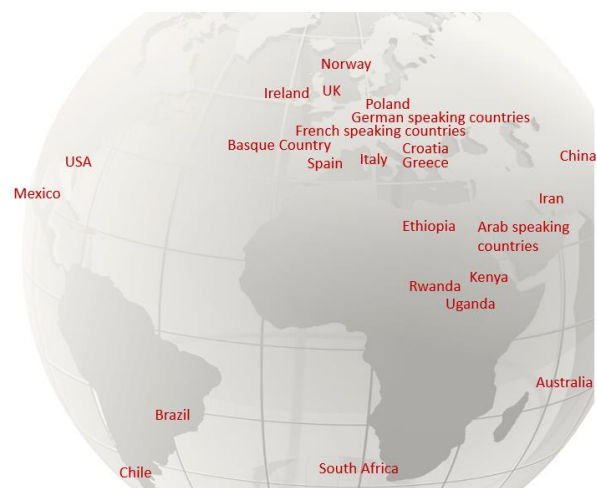 Norway
Ireland
UK
Poland
German speaking countries
French speaking countries
Basque Country
Croatia
Spain
Italy
Greece
USA
China
Mexico
Iran
Ethiopia
Arab speaking
countries
Rwanda
Kenya
Uganda
Australia
Brazil
Chile
South Africa